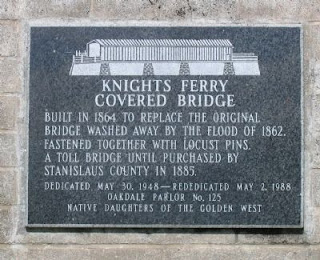 KNIGHTS FERRY
COVERED BRIDGE
BUILT IN 1864 TO REPLACE THE ORIGINAL
BRIDGE WASHED AWAY BY THE FLOOD OF 1862.
FASTENED TOGETHER WITH LOCUST PINS.
A TOLL BRIDGE UNTIL PURCHASED BY
STANISLAUS COUNTY IN 1885.
DEDICATED MAY 30, 1948—REDEDICATED MAY 2, 1988
OAKDALE PARLOR No. 125
NATIVE DAUGHTERS OF THE GOLDEN WEST